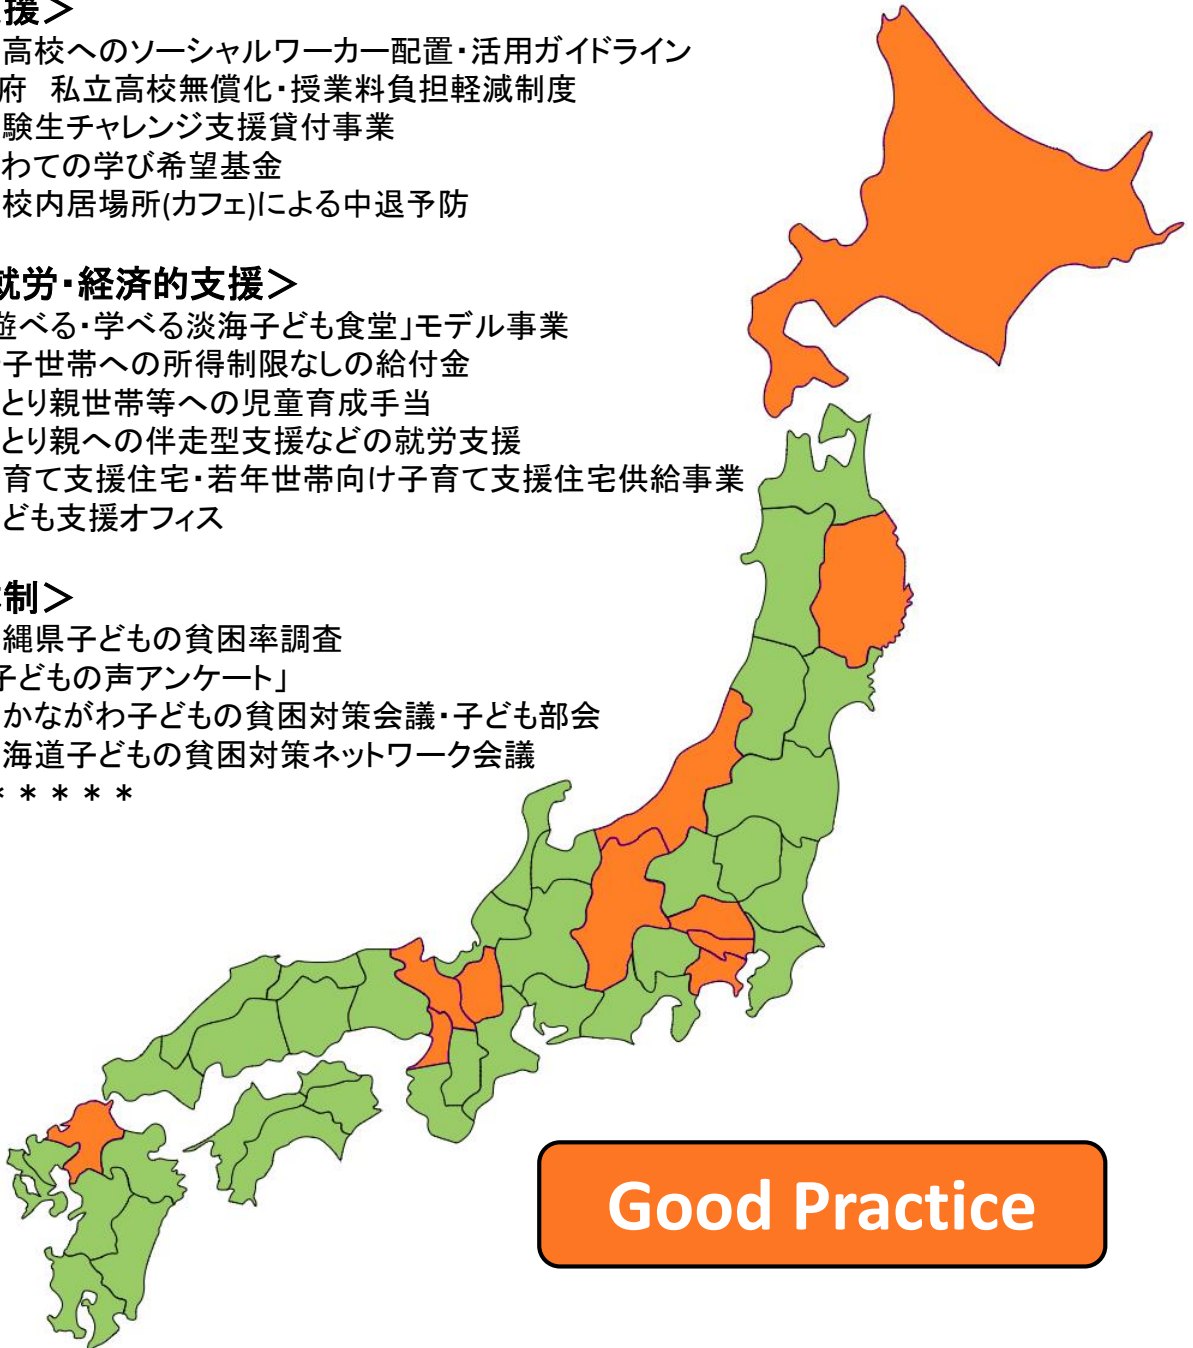 援＞
高校へのソーシャルワーカー配置・活用ガイドライン
府　私立高校無償化・授業料負担軽減制度
験生チャレンジ支援貸付事業
わての学び希望基金
校内居場所(カフェ)による中退予防
就労・経済的支援＞
遊べる・学べる淡海子ども食堂」モデル事業
子世帯への所得制限なしの給付金
とり親世帯等への児童育成手当
とり親への伴走型支援などの就労支援
育て支援住宅・若年世帯向け子育て支援住宅供給事業
ども支援オフィス
制＞
縄県子どもの貧困率調査
子どもの声アンケート」
かながわ子どもの貧困対策会議・子ども部会
海道子どもの貧困対策ネットワーク会議
* * * * *
Good Practice